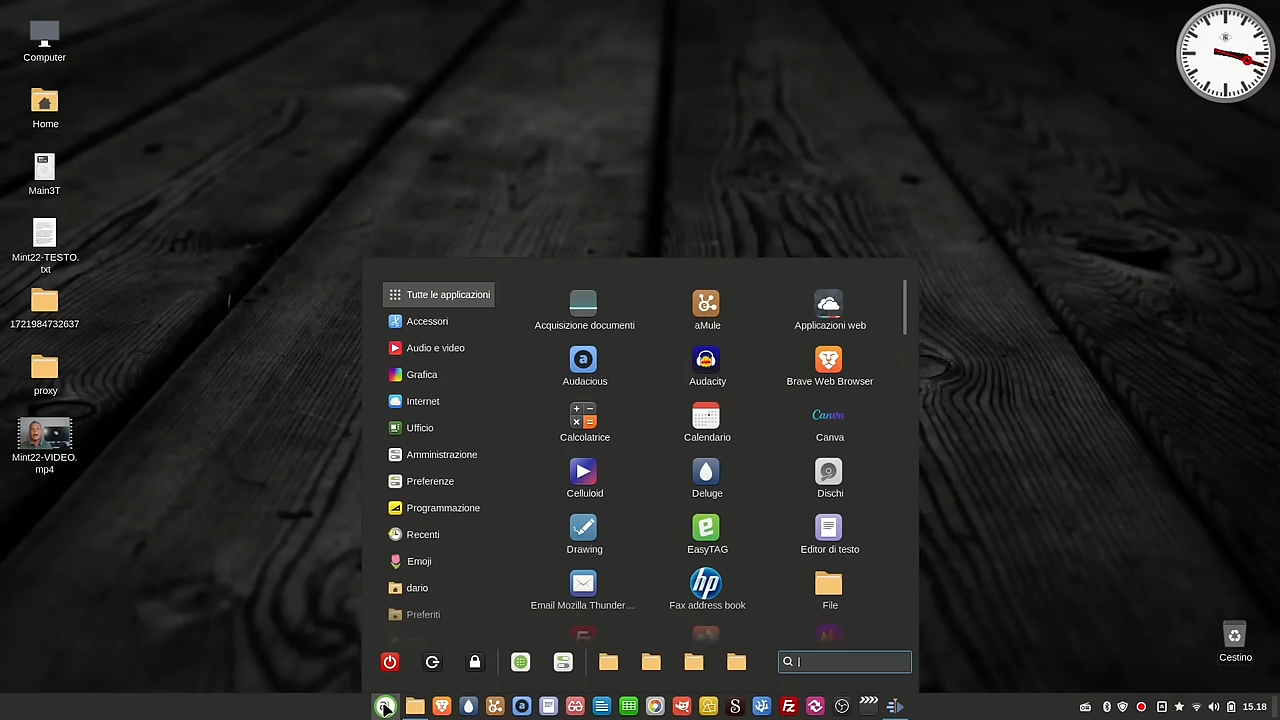 Computer
Home
Main3T
Mint22-TESTO.
txt
1721984732637
proxy
Mint22-VIDEO.
mp4
Tutte le applicazioni
Accessori
Audio e video
Grafica
Internet
Ufficio
Amministrazione
Preferenze
Programmazione
Recenti
Emoji
dario
Preferiti
Acquisizione documenti
aMule
Applicazioni web
Audacious
Audacity
Brave Web Browser
Calcolatrice
Calendario
Canva
Canva
Celluloid
Deluge
Dischi
Drawing
EasyTAG
Editor di testo
hp
Email Mozilla Thunder…
Fax address book
File
Cestino
15.18